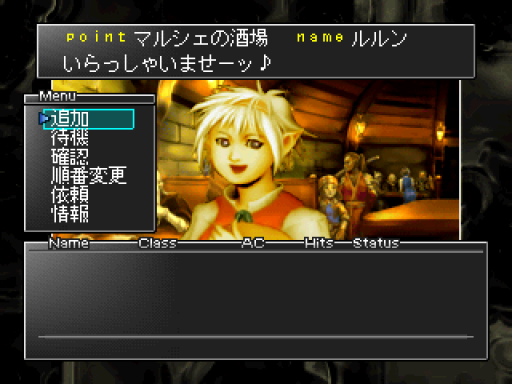 point マルシェの酒場 name ルルン
いらっしゃいませーッ♪
Menu
追加
待機
確認
順番変更
依頼
情報
Name Class AC Hits Status